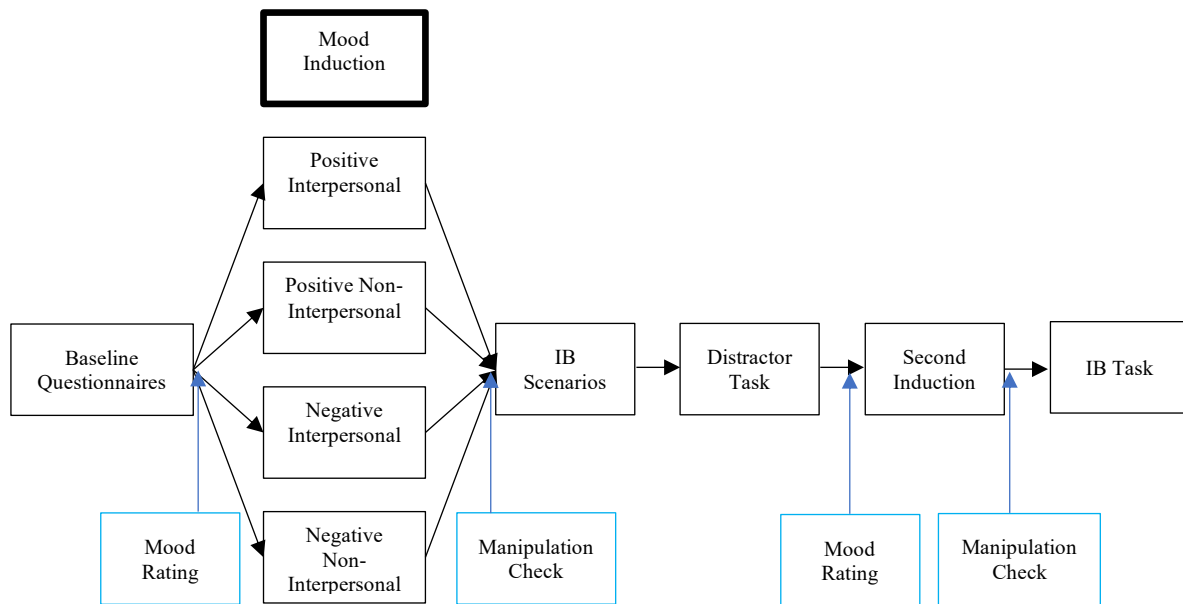 Mood
Induction
Positive
Interpersonal
Positive Non-
Interpersonal
Baseline
Questionnaires
Negative
Interpersonal
Negative
Non-
Interpersonal
IB
Scenarios
Distractor
Task
Second
Induction
IB Task
Mood
Rating
Manipulation
Check
Mood
Rating
Manipulation
Check